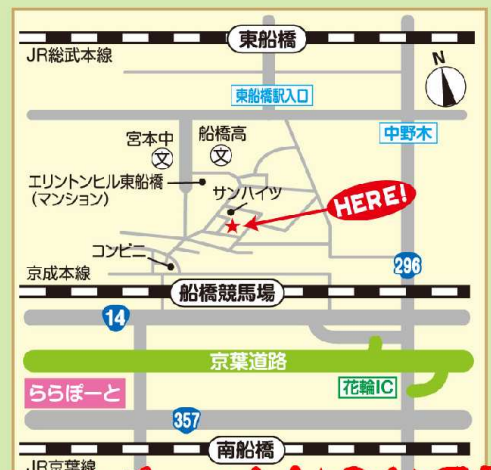 東船橋
JR総武本線
N
東船橋駅入口
中野木
宮本中
文
船橋高
文
エリントンヒル東船橋
(マンション)
サンハイツ
HERE!
コンビニ
京成本線
296
船橋競馬場
14
京葉道路
ららぽーと
花輪IC
357
南船橋
JR京葉線